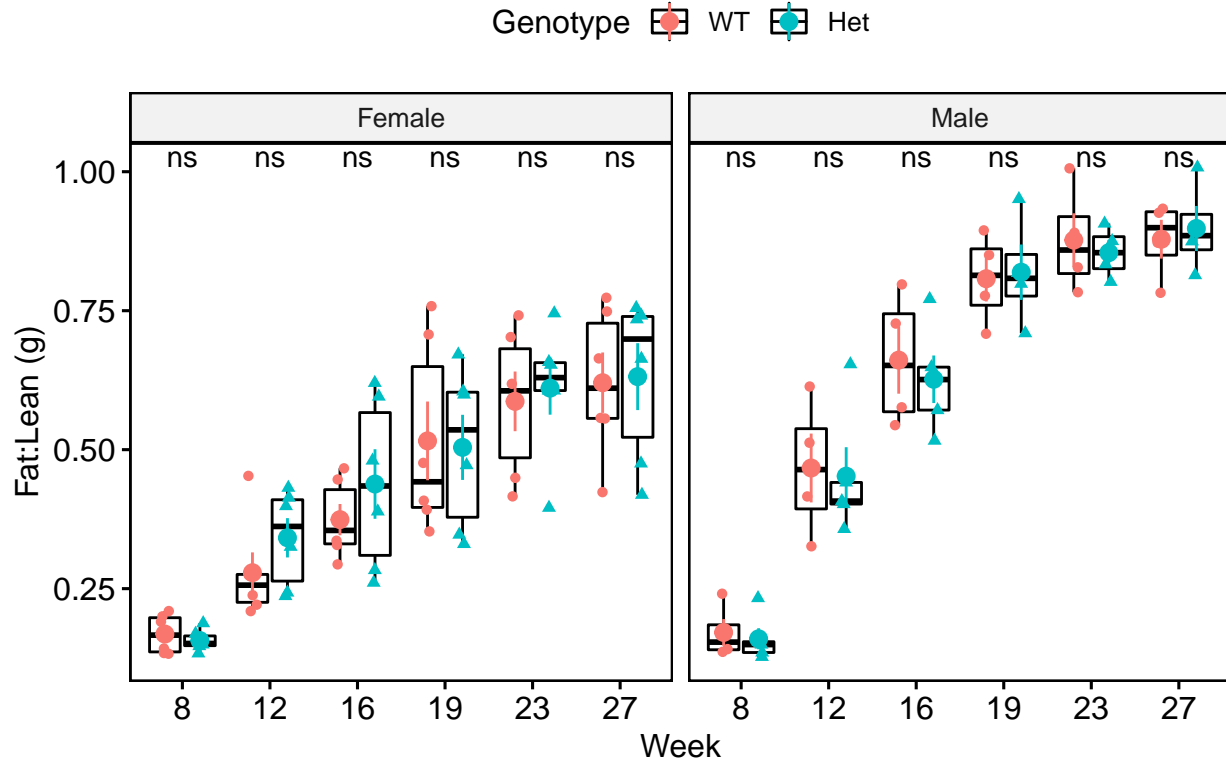 Genotype WT Het
Female Male
ns ns ns ns ns ns ns ns ns ns ns ns
1.00
0.75
0.50
0.25
Fat:Lean (g)
8 12 16 19 23 27 8 12 16 19 23 27
Week